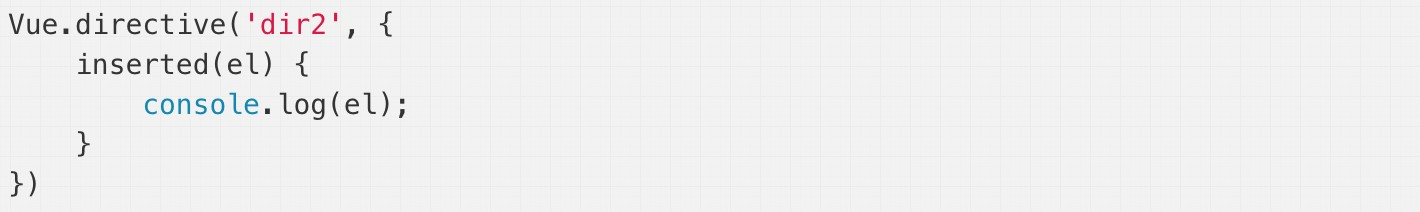 Vue.directive('dir2', {
    inserted(el) {
        console.log(el);
    }
})